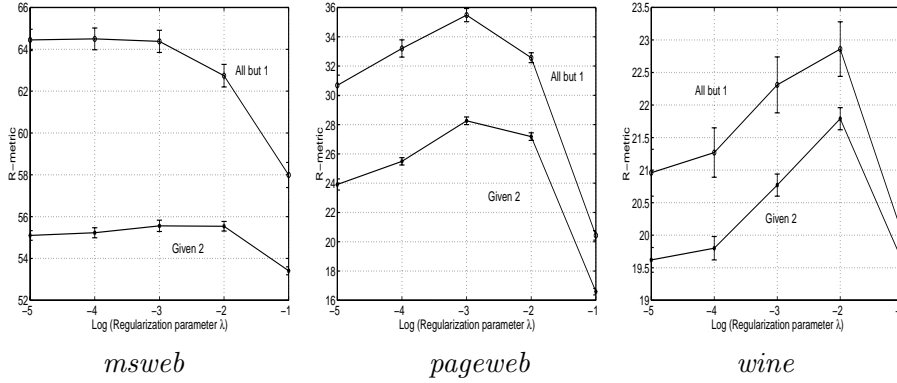 66
64
62
60
58
56
54
52
R−metric
All but 1
Given 2
−5 −4 −3 −2 −1
Log (Regularization parameter λ)
msweb
36
34
32
30
28
26
24
22
20
18
16
R−metric
All but 1
Given 2
−5 −4 −3 −2 −1
Log (Regularization parameter λ)
pageweb
23.5
23
22.5
22
21.5
21
20.5
20
19.5
19
R−metric
All but 1
Given 2
−5 −4 −3 −2
Log (Regularization parameter λ)
wine